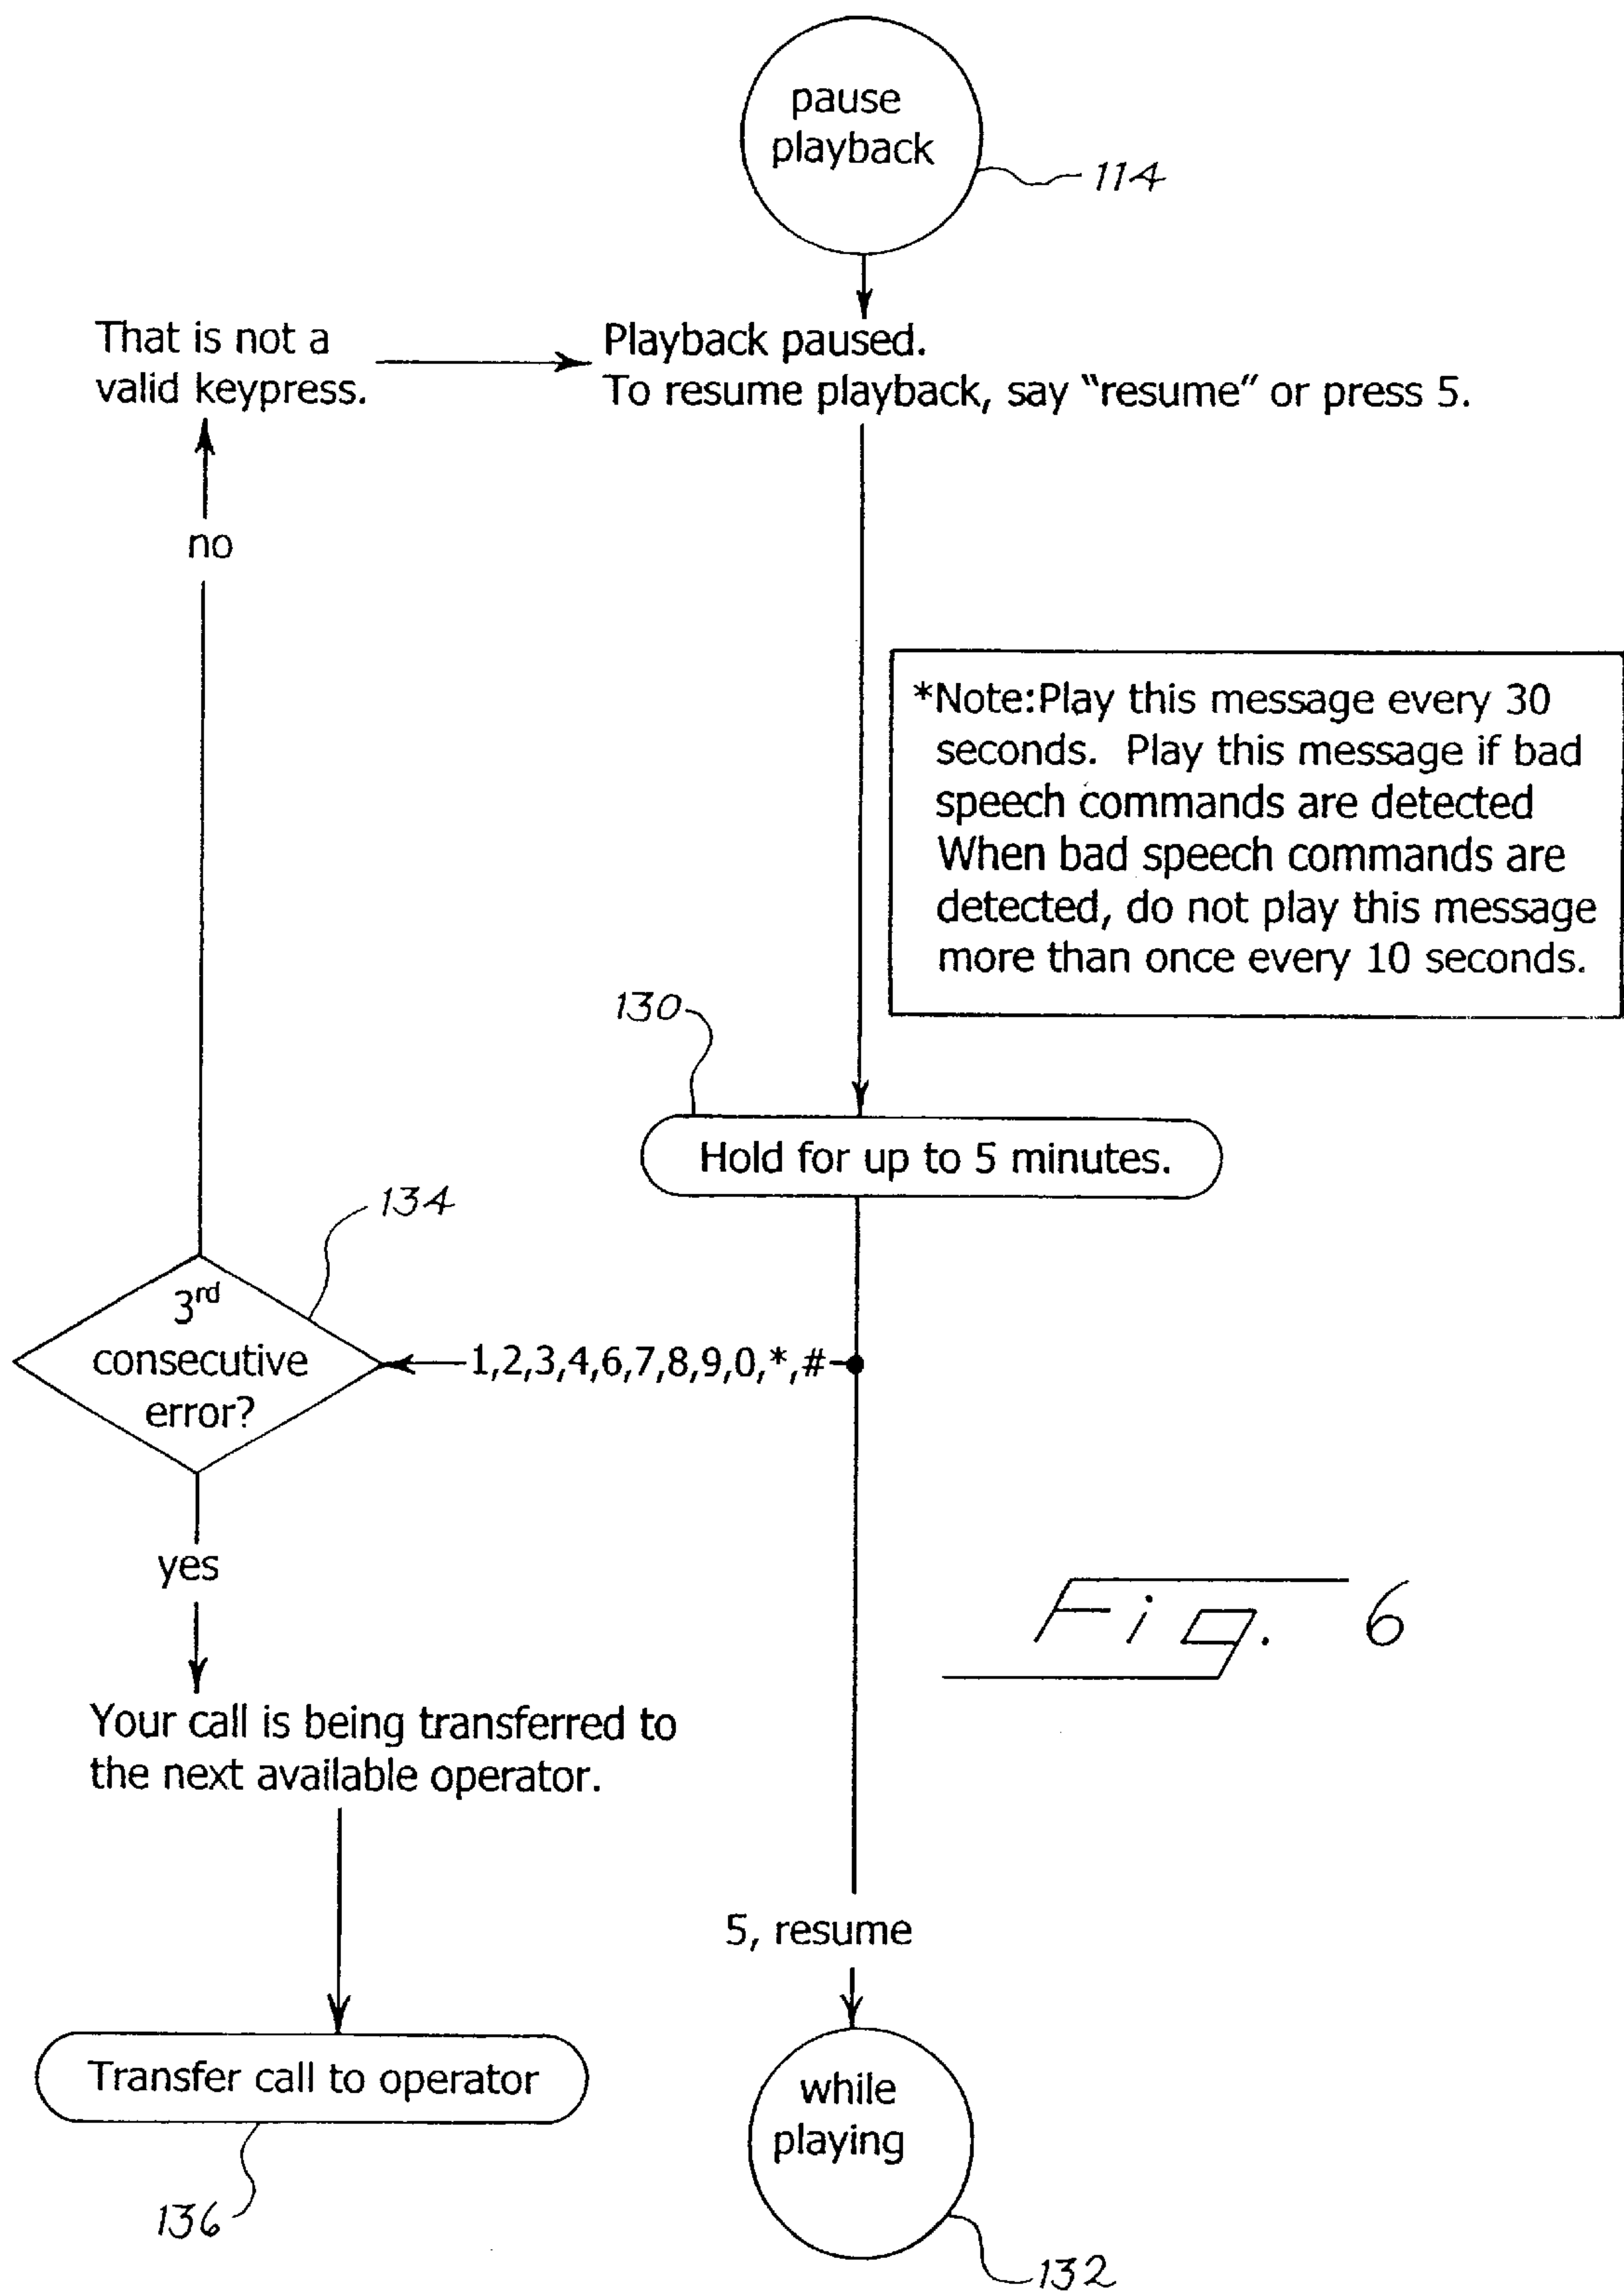 pause
playback
114
That is not a
valid keypress.
Playback paused.
To resume playback, say “resume” or press 5.
no
*Note:Play this message every 30
seconds. Play this message if bad
speech commands are detected
When bad speech commands are
detected, do not play this message
more than once every 10 seconds.
130
Hold for up to 5 minutes.
134
3rd
consecutive
error?
1,2,3,4,6,7,8,9,0,*,#
yes
Fig. 6
Your call is being transferred to
the next available operator.
5, resume
Transfer call to operator
while
playing
136
132